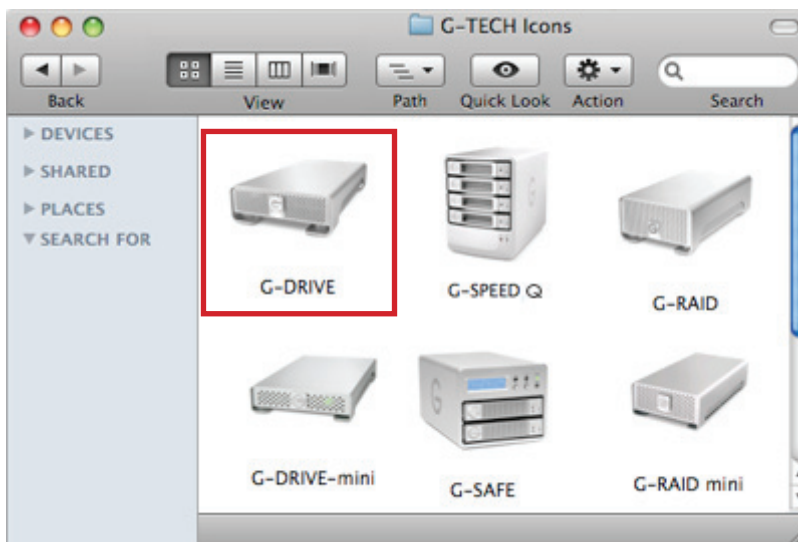 G-TECH Icons
Back View Path Quick Look Action Search
DEVICES
SHARED
PLACES
SEARCH FOR
G-DRIVE
G-SPEED Q
G-RAID
G-DRIVE-mini
G-SAFE
G-RAID mini